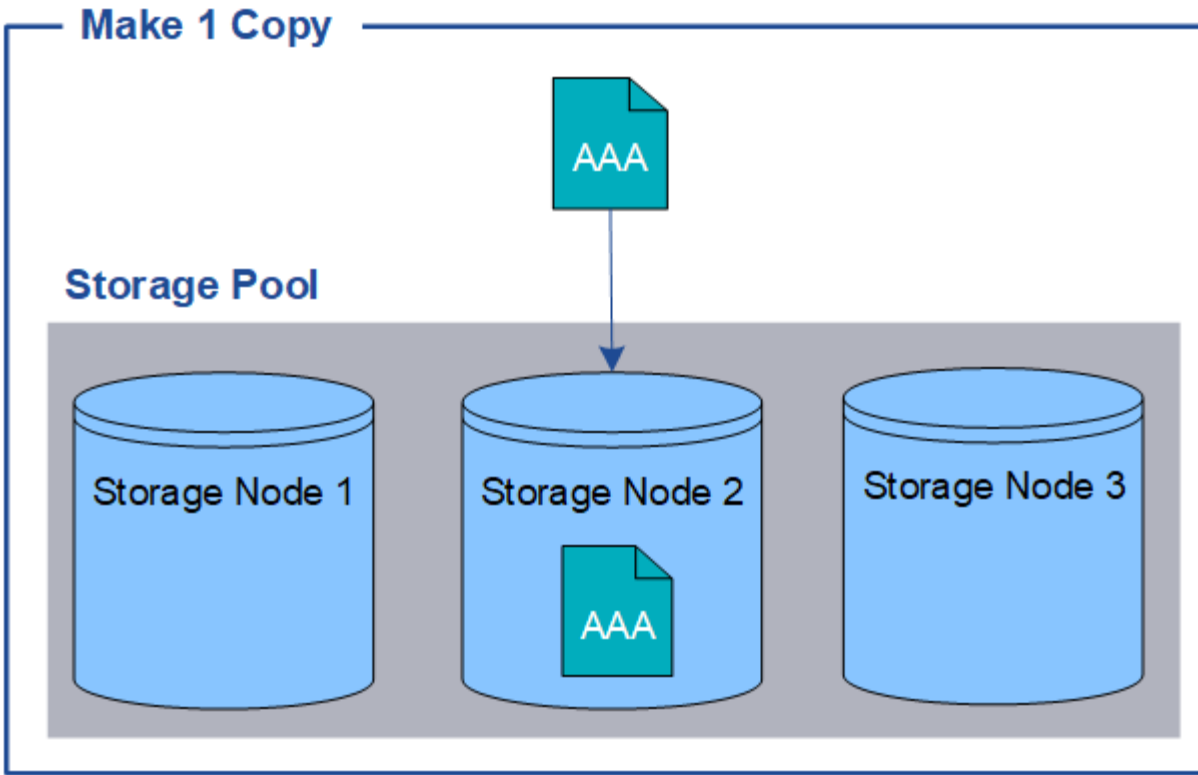 Make 1 Copy
AAA
Storage Pool
Storage Node 1
Storage Node 2
Storage Node 3
AAA